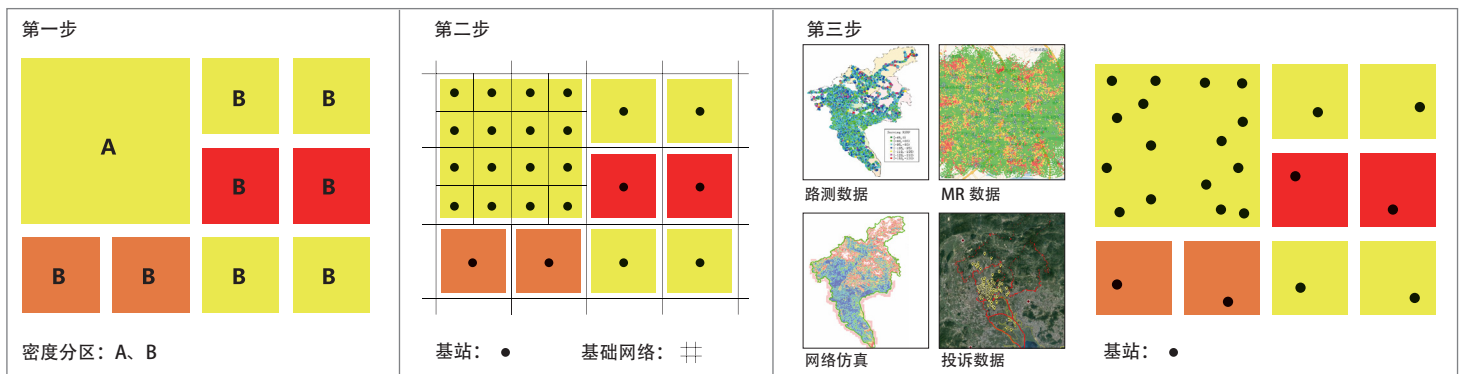 第一步
A
B
B
B
B
B
B
B
B
密度分区：A、B
第二步
基站：
基础网络：
第三步
路测数据
MR 数据
网络仿真
投诉数据
基站：